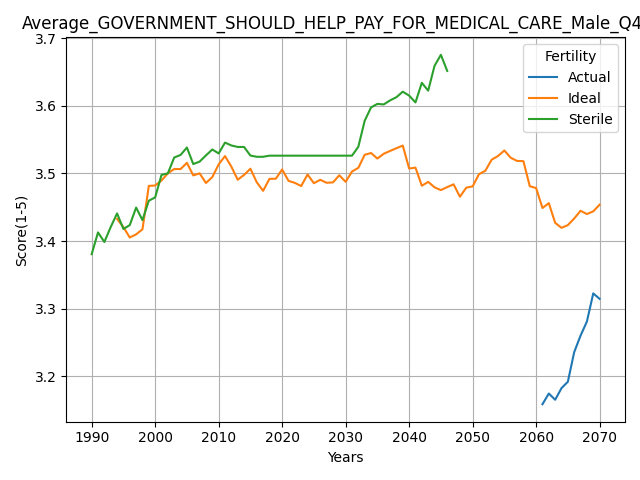 Average_GOVERNMENT_SHOULD_HELP_PAY_FOR_MEDICAL_CARE_Male_Q4
Fertility
Actual
Ideal
Sterile
Score(1-5)
3.7
3.6
3.5
3.4
3.3
3.2
1990 2000 2010 2020 2030 2040 2050 2060 2070
Years